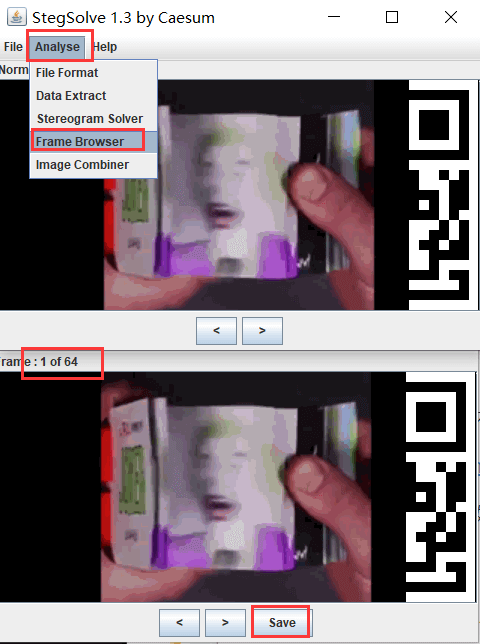 StegSolve 1.3 by Caesum
File Analyse Help
Norm
File Format
Data Extract
Stereogram Solver
Frame Browser
Image Combiner
< >
rame : 1 of 64
< > Save